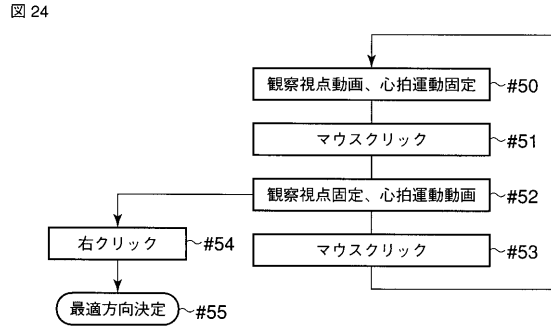 図 24
観察視点動画、心拍運動固定
#50
マウスクリック
#51
観察視点固定、心拍運動動画
#52
右クリック
#54
マウスクリック
#53
最適方向決定
#55